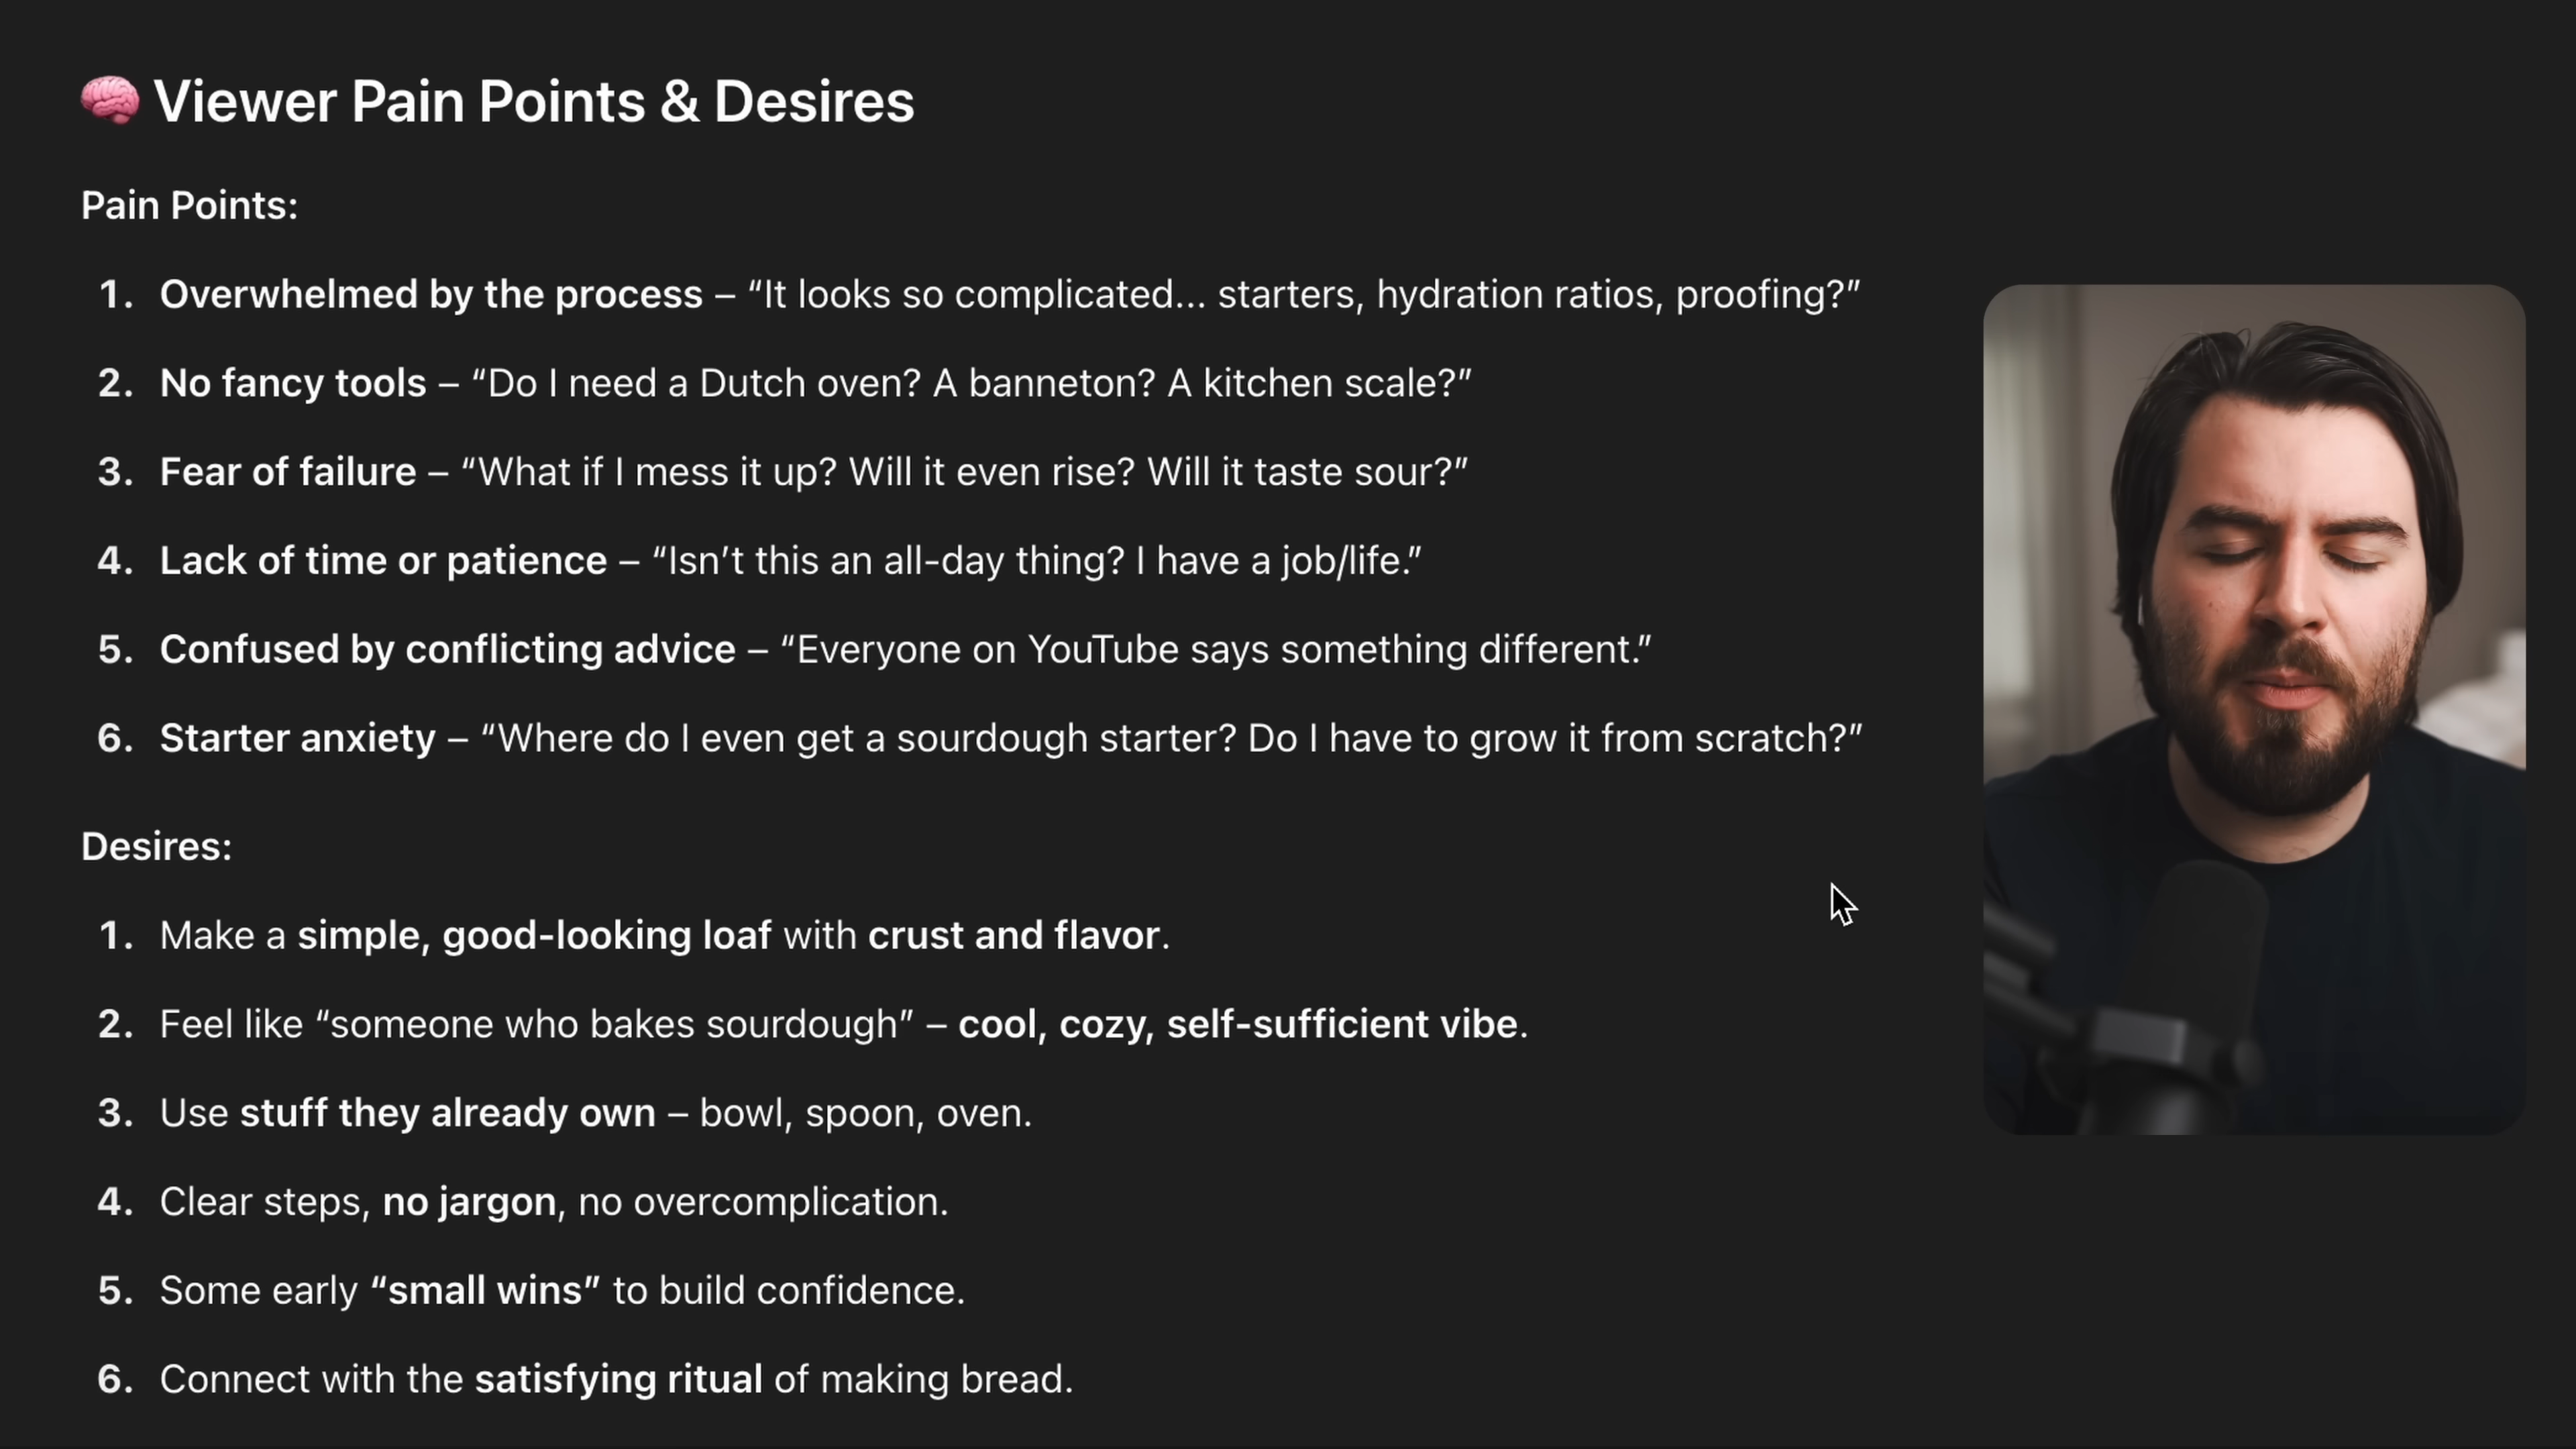 🧠 Viewer Pain Points & Desires
Pain Points:
1. Overwhelmed by the process – “It looks so complicated... starters, hydration ratios, proofing?”
2. No fancy tools – “Do I need a Dutch oven? A banneton? A kitchen scale?”
3. Fear of failure – “What if I mess it up? Will it even rise? Will it taste sour?”
4. Lack of time or patience – “Isn’t this an all-day thing? I have a job/life.”
5. Confused by conflicting advice – “Everyone on YouTube says something different.”
6. Starter anxiety – “Where do I even get a sourdough starter? Do I have to grow it from scratch?”
Desires:
1. Make a simple, good-looking loaf with crust and flavor.
2. Feel like “someone who bakes sourdough” – cool, cozy, self-sufficient vibe.
3. Use stuff they already own – bowl, spoon, oven.
4. Clear steps, no jargon, no overcomplication.
5. Some early “small wins” to build confidence.
6. Connect with the satisfying ritual of making bread.